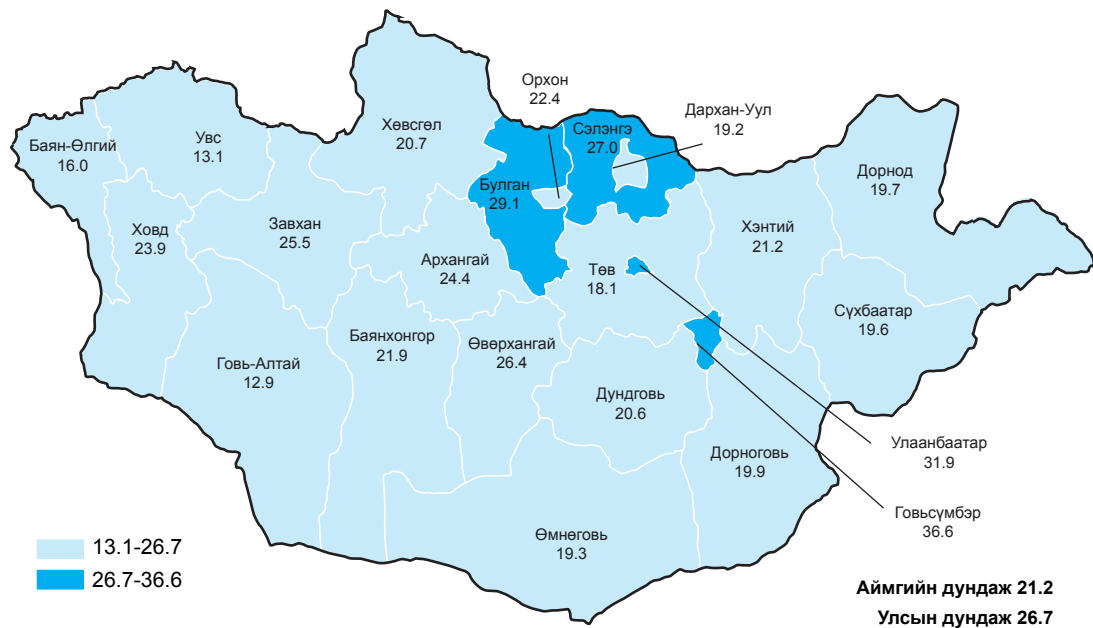 Орхон
22.4
Дархан-Уул
19.2
Сэлэнгэ
27.0
Хөвсгөл
20.7
Увс
13.1
Баян-Өлгий
16.0
Дорнод
19.7
Булган
29.1
Ховд
23.9
Завхан
25.5
Хэнтий
21.2
Архангай
24.4
Төв
18.1
Сүхбаатар
19.6
Баянхонгор
21.9
Өвөрхангай
26.4
Говь-Алтай
12.9
Дундговь
20.6
Улаанбаатар
31.9
Дорноговь
19.9
Говьсүмбэр
36.6
Өмнөговь
19.3
13.1-26.7
26.7-36.6
Аймгийн дундаж 21.2
Улсын дундаж 26.7